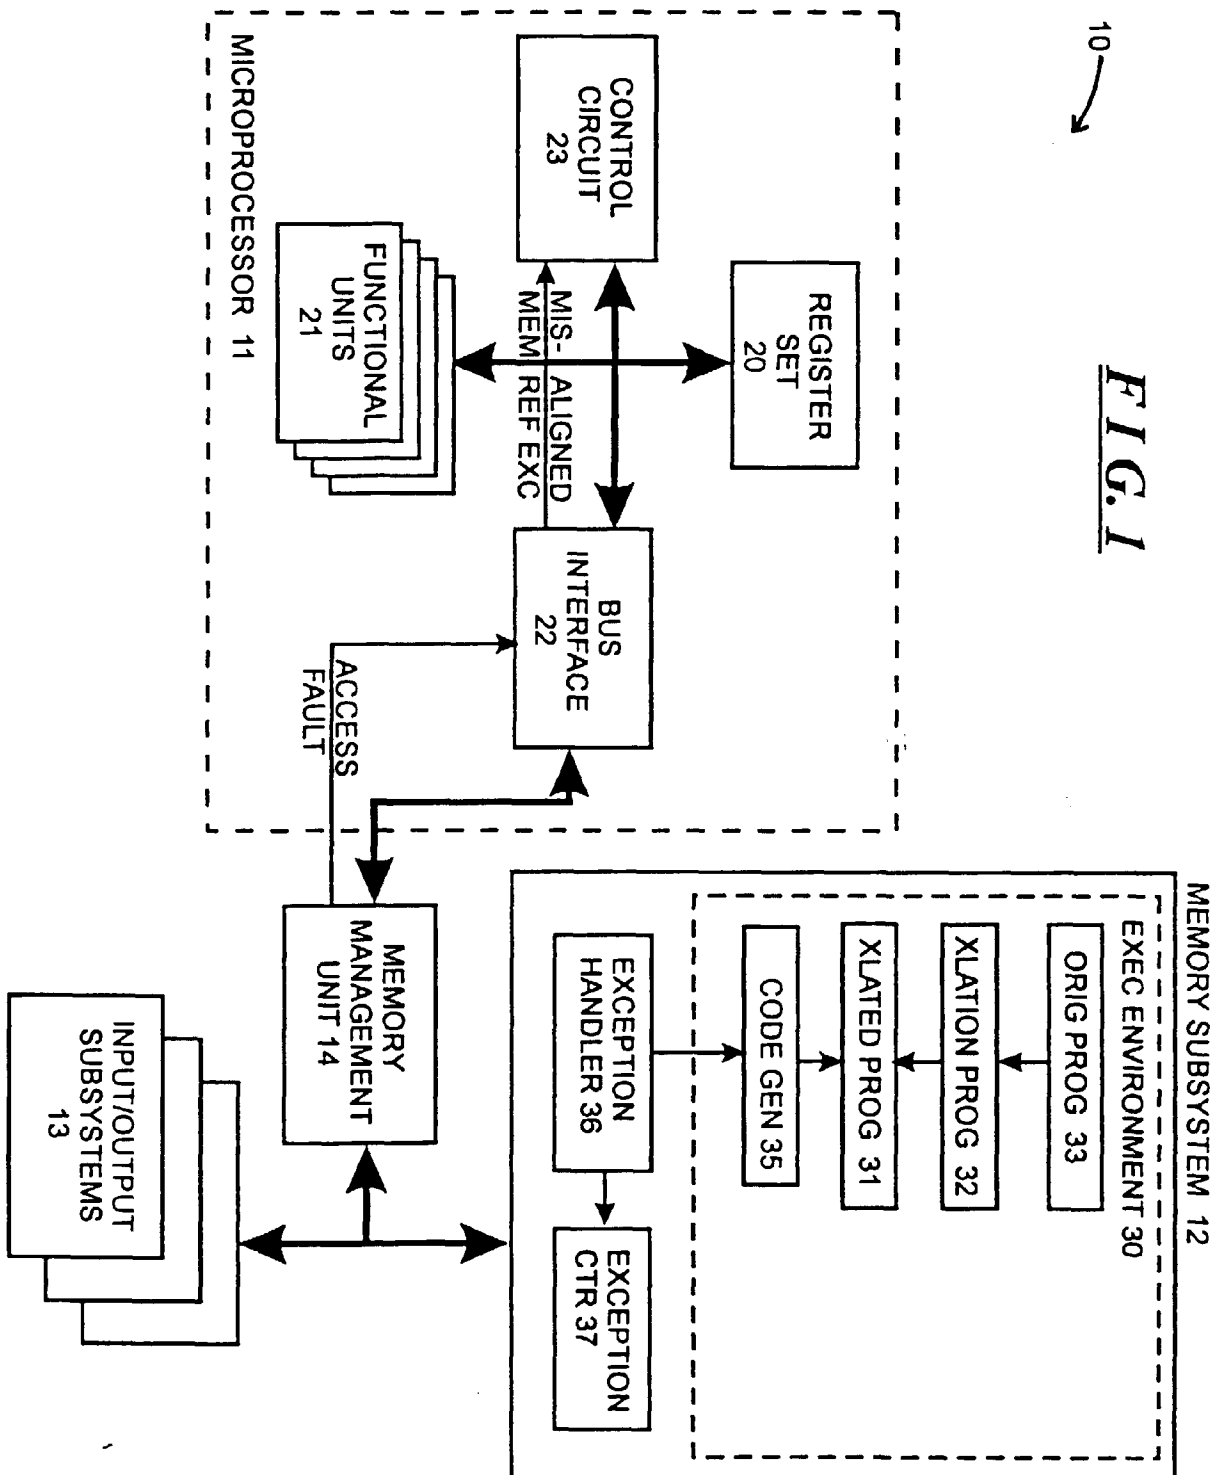 FIG. 1
10
MICROPROCESSOR 11
CONTROL
CIRCUIT
23
REGISTER
SET
20
FUNCTIONAL
UNITS
21
MIS- ALIGNED
MEM REF EXC
BUS
INTERFACE
22
ACCESS
FAULT
MEMORY
MANAGEMENT
UNIT 14
INPUT/OUTPUT
SUBSYSTEMS
13
MEMORY SUBSYSTEM 12
EXEC ENVIRONMENT 30
ORIG PROG 33
XLATION PROG 32
XLATED PROG 31
CODE GEN 35
EXCEPTION
HANDLER 36
EXCEPTION
CTR 37